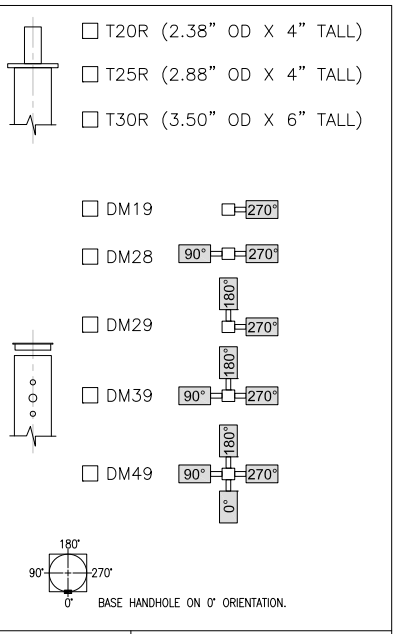 T20R (2.38" OD X 4" TALL)
T25R (2.88" OD X 4" TALL)
T30R (3.50" OD X 6" TALL)
DM19 270°
DM28 90° 270°
180°
DM29 270°
180°
DM39 90° 270°
180°
DM49 90° 270°
0°
180°
90° 270°
0° BASE HANDHOLE ON 0° ORIENTATION.